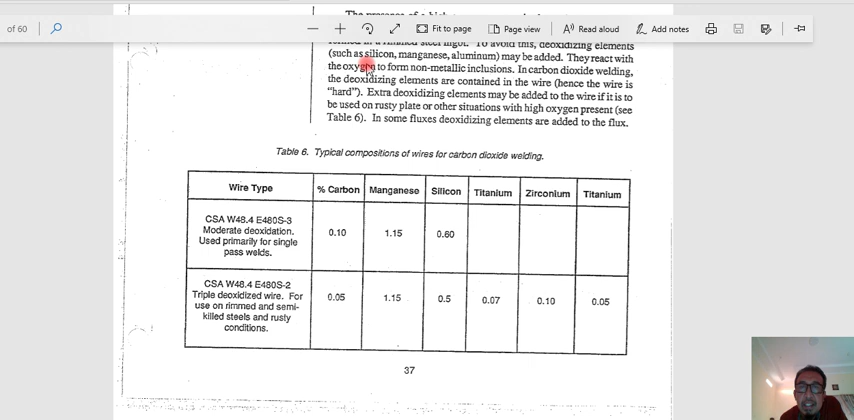 of 60
Fit to page
Page view
Read aloud
Add notes
The presence of a high
formed in a rimmed steel ingot. To avoid this, deoxidizing elements
(such as silicon, manganese, aluminum) may be added. They react with
the oxygen to form non-metallic inclusions. In carbon dioxide welding,
the deoxidizing elements are contained in the wire (hence the wire is
“hard”). Extra deoxidizing elements may be added to the wire if it is to
be used on rusty plate or other situations with high oxygen present (see
Table 6). In some fluxes deoxidizing elements are added to the flux.
Table 6. Typical compositions of wires for carbon dioxide welding.
Wire Type % Carbon Manganese Silicon Titanium Zirconium Titanium
CSA W48.4 E480S-3
Moderate deoxidation.
Used primarily for single
pass welds.
0.10 1.15 0.60
CSA W48.4 E480S-2
Triple deoxidized wire. For
use on rimmed and semi-
killed steels and rusty
conditions.
0.05 1.15 0.5 0.07 0.10 0.05
37